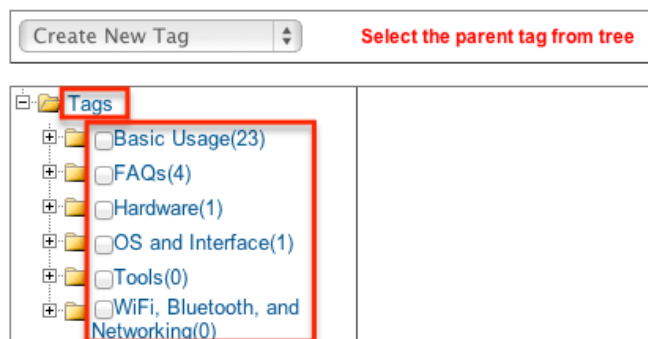 Create New Tag
Select the parent tag from tree
Tags
Basic Usage(23)
FAQs(4)
Hardware(1)
OS and Interface(1)
Tools(0)
WiFi, Bluetooth, and
Networking(0)